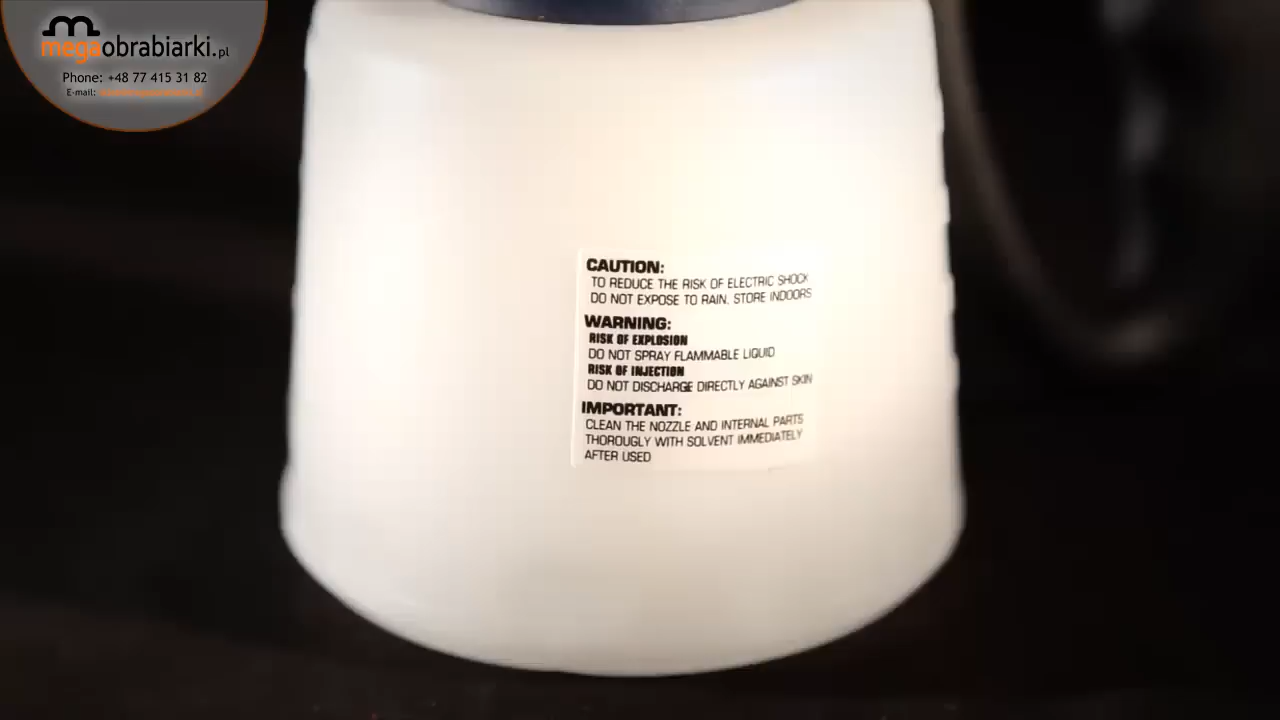 megaobrabiarki.pl
Phone: +48 77 415 31 82
E-mail:
CAUTION:
TO REDUCE THE RISK OF ELECTRIC SHOCK
DO NOT EXPOSE TO RAIN. STORE INDOORS
WARNING:
RISK OF EXPLOSION
DO NOT SPRAY FLAMMABLE LIQUID
RISK OF INJECTION
DO NOT DISCHARGE DIRECTLY AGAINST SKIN
IMPORTANT:
CLEAN THE NOZZLE AND INTERNAL PARTS
THOROUGLY WITH SOLVENT IMMEDIATELY
AFTER USED